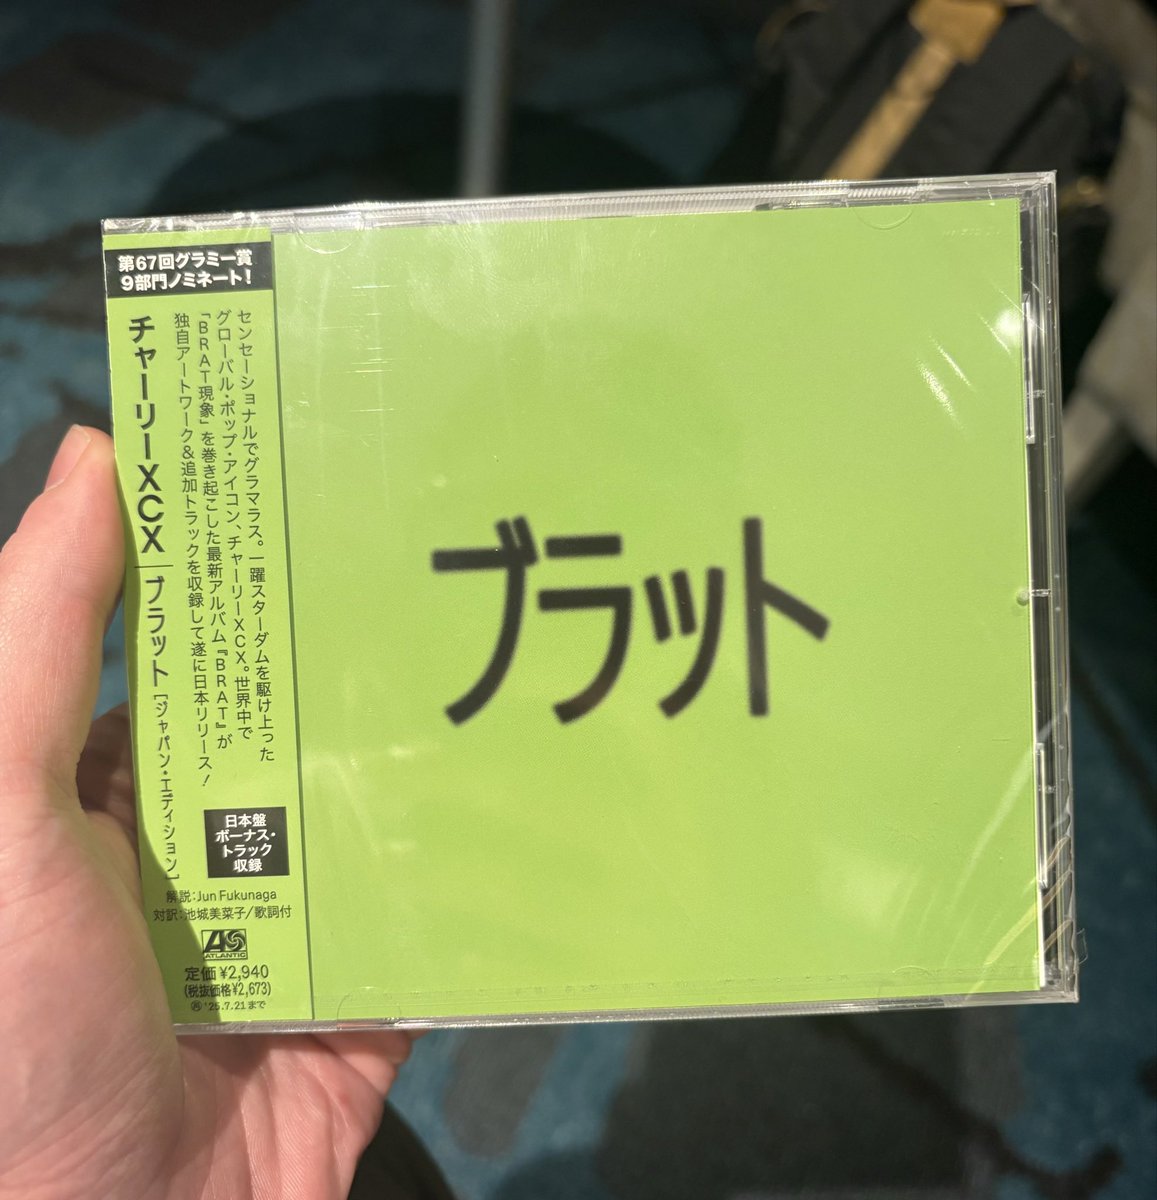 第67回グラミー賞
9部門ノミネート!
センセーショナルでグラマラス。一躍スターダムを駆け上った
グローバル・ポップ・アイコン、チャーリーXCX。世界中で
「BRAT現象」を巻き起こした最新アルバム『BRAT』が
独自アートワーク&追加トラックを収録して遂に日本リリース!
チャーリーXCX ブラット [ジャパン・エディション]
日本盤
ボーナス・
トラック
収録
解説:Jun Fukunaga
対訳:池城美菜子/歌詞付
ATLANTIC
定価¥2,940
(税抜価格¥2,673)
'25.7.21まで
ブラット